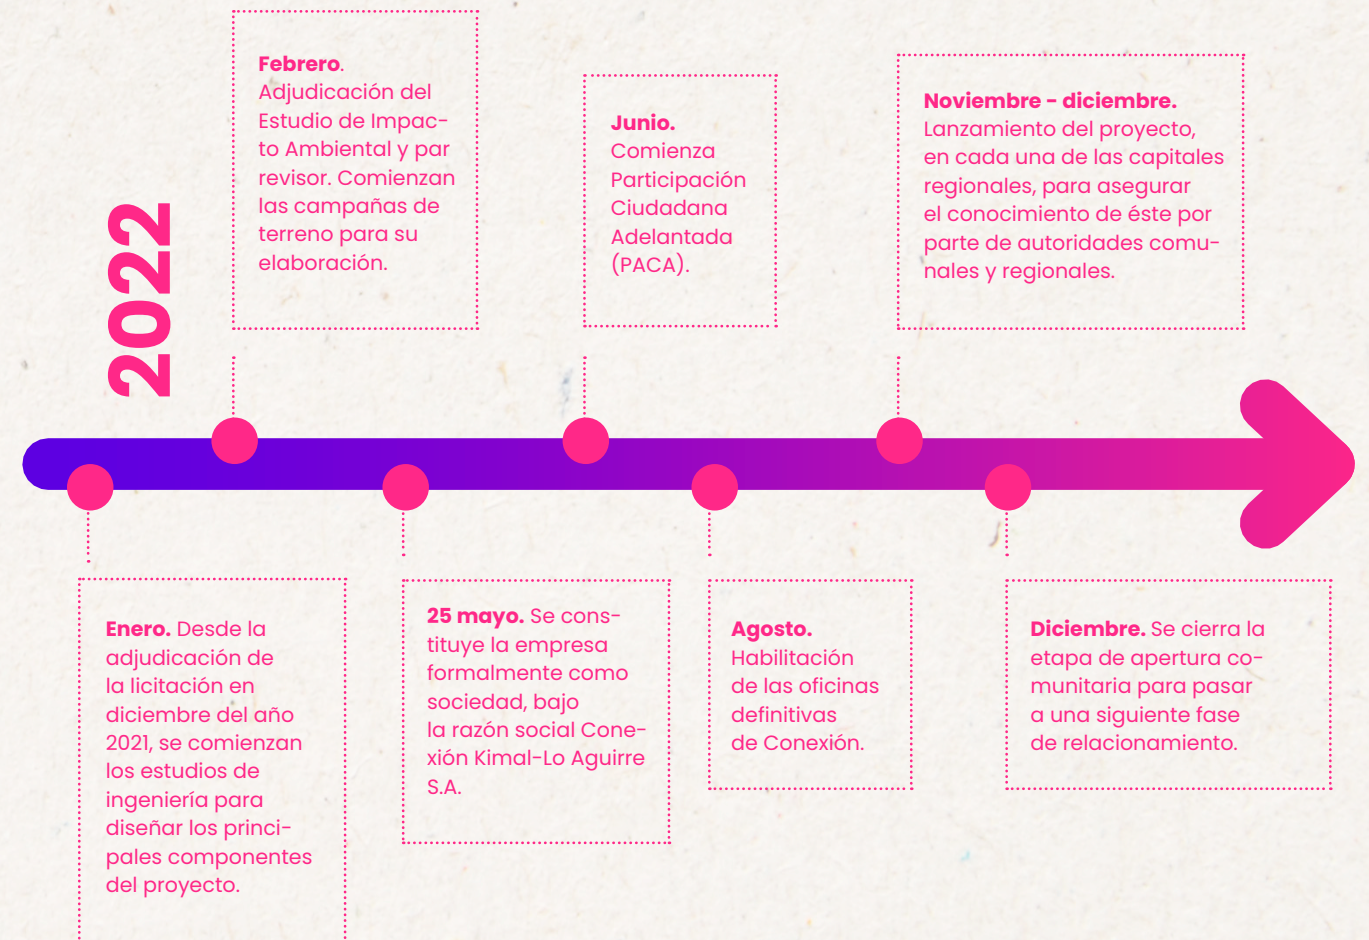 2022
Febrero.
Adjudicación del
Estudio de Impac-
to Ambiental y par
revisor. Comienzan
las campañas de
terreno para su
elaboración.
Junio.
Comienza
Participación
Ciudadana
Adelantada
(PACA).
Noviembre - diciembre.
Lanzamiento del proyecto,
en cada una de las capitales
regionales, para asegurar
el conocimiento de éste por
parte de autoridades comu-
nales y regionales.
Enero. Desde la
adjudicación de
la licitación en
diciembre del año
2021, se comienzan
los estudios de
ingeniería para
diseñar los princi-
pales componentes
del proyecto.
25 mayo. Se cons-
tituye la empresa
formalmente como
sociedad, bajo
la razón social Cone-
xión Kimal-Lo Aguirre
S.A.
Agosto.
Habilitación
de las oficinas
definitivas
de Conexión.
Diciembre. Se cierra la
etapa de apertura co-
munitaria para pasar
a una siguiente fase
de relacionamiento.